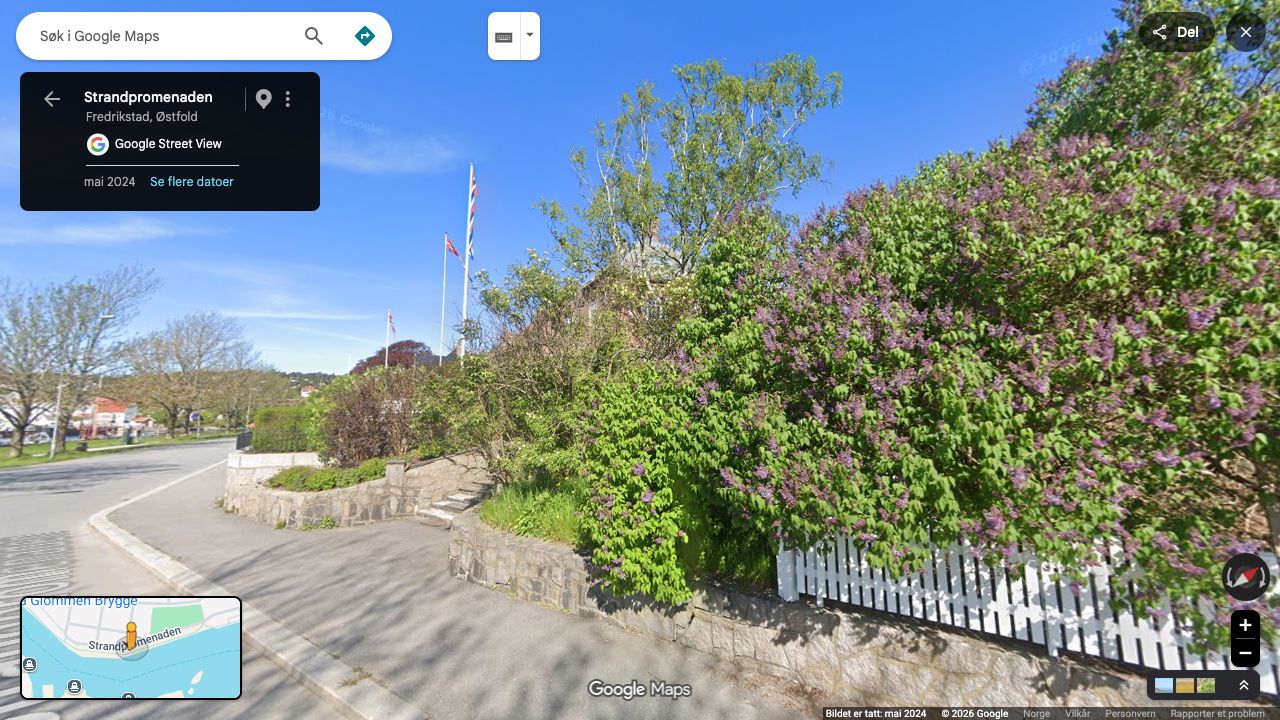 Søk i Google Maps
Del
Strandpromenaden
Fredrikstad, Østfold
Google Street View
mai 2024 Se flere datoer
Glommen Brygge
Strandpromenaden
Google Maps
Bildet er tatt: mai 2024 © 2026 Google Norge Vilkår Personvern Rapporter et problem